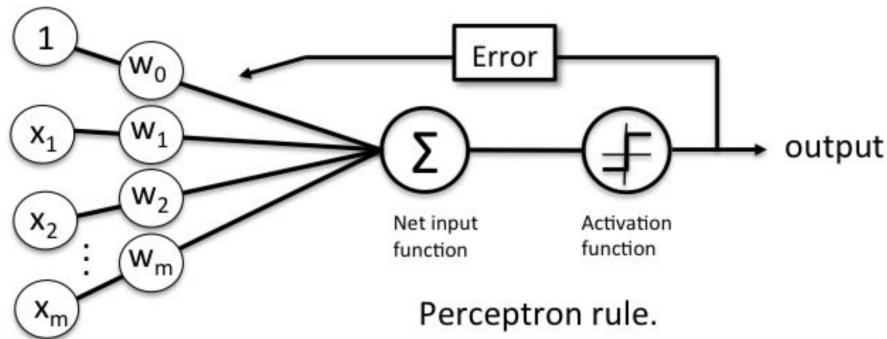 1
w₀
Error
x₁
w₁
Σ
output
x₂
w₂
Net input
function
Activation
function
⋮
wₘ
xₘ
Perceptron rule.